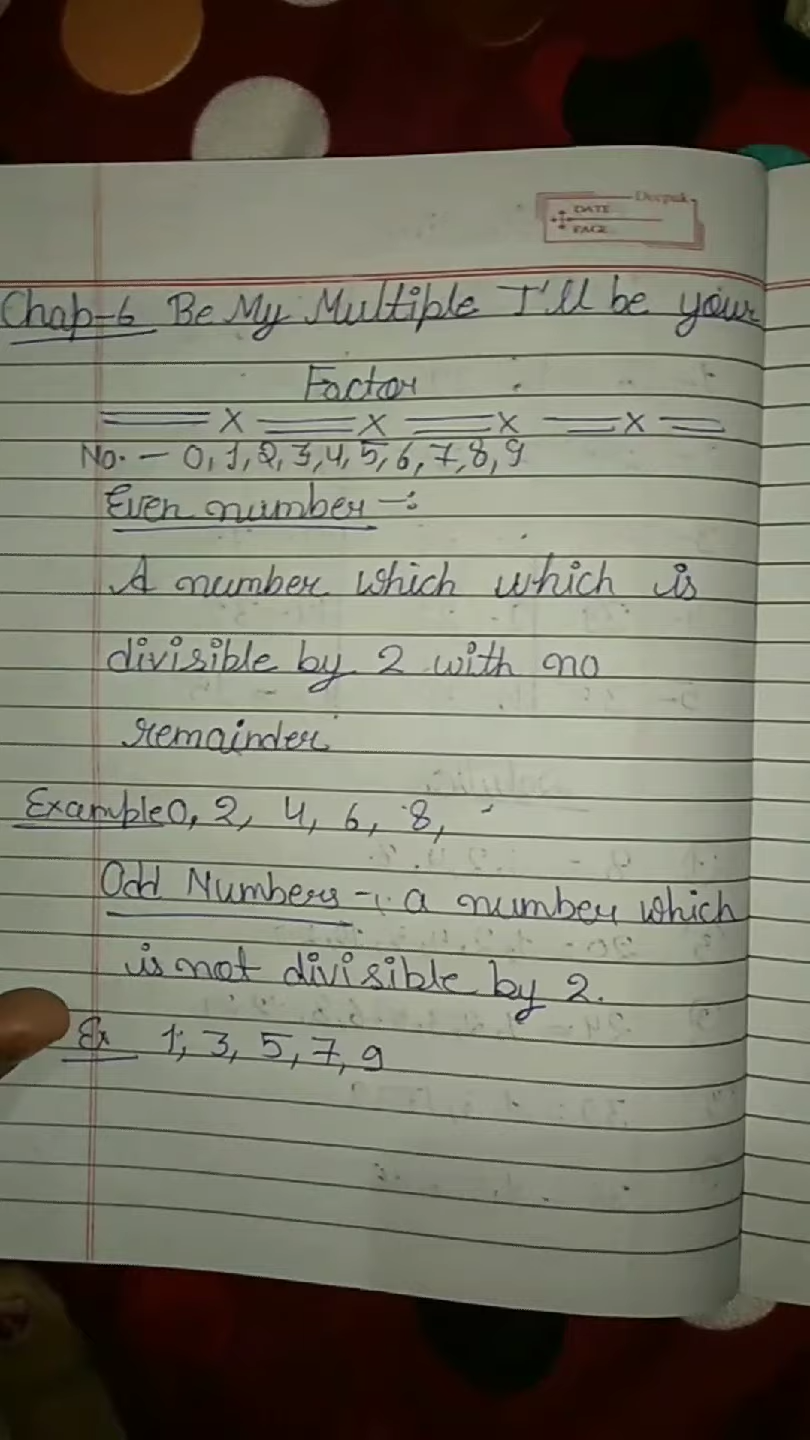 Deepak
DATE
PAGE
Chap-6 Be My Multiple I'll be your
Factor
No. - 0, 1, 2, 3, 4, 5, 6, 7, 8, 9
Even number -:
A number which which is
divisible by 2 with no
remainder
Example 0, 2, 4, 6, 8,
Odd Numbers -: a number which
is not divisible by 2.
Ex 1, 3, 5, 7, 9